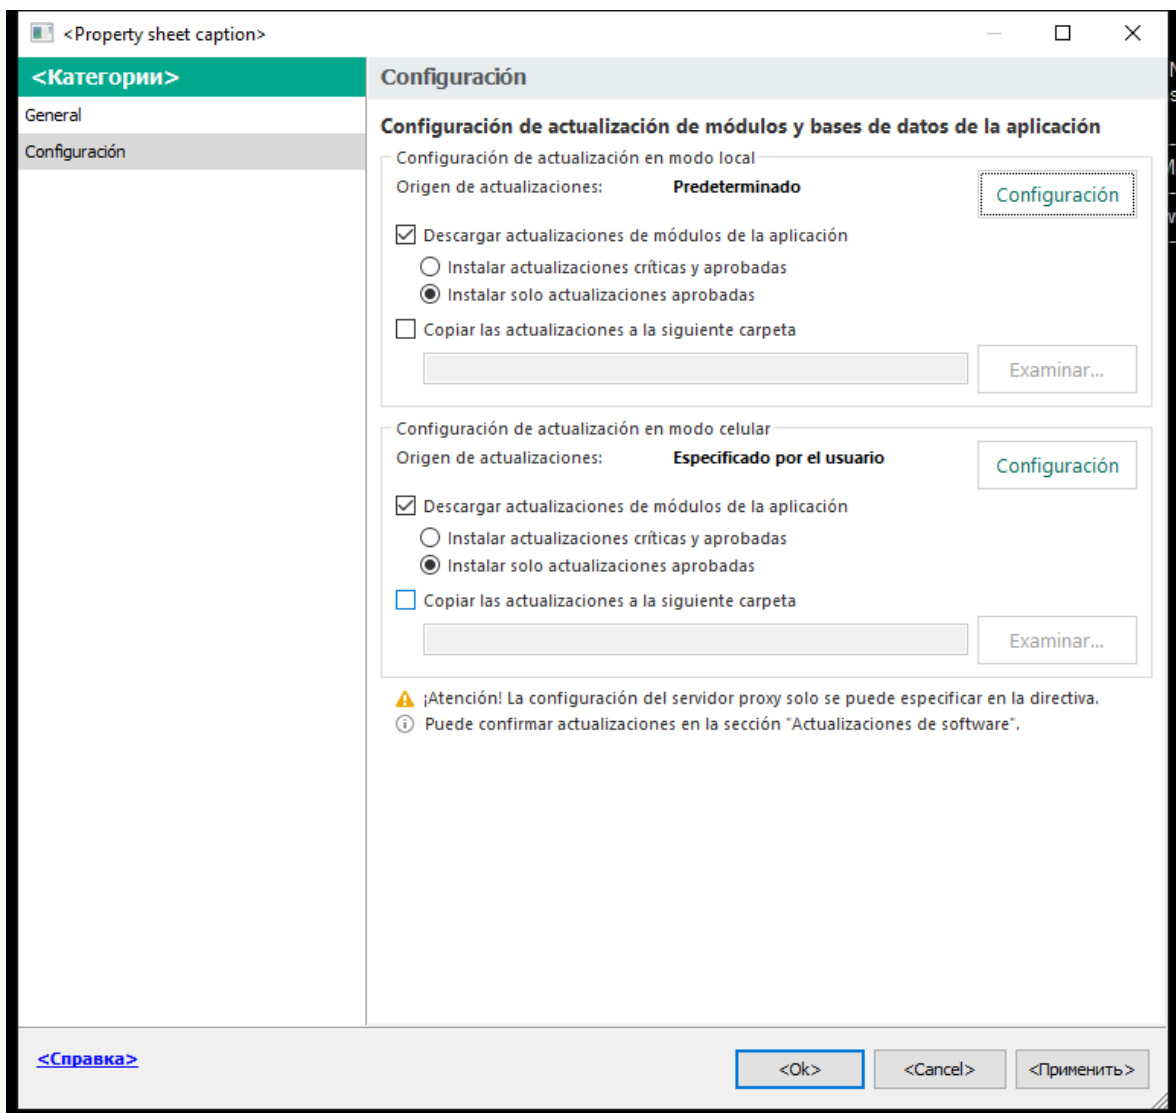 <Property sheet caption>
<Категории>
General
Configuración
Configuración
Configuración de actualización de módulos y bases de datos de la aplicación
Configuración de actualización en modo local
Origen de actualizaciones: Predeterminado
Configuración
Descargar actualizaciones de módulos de la aplicación
Instalar actualizaciones críticas y aprobadas
Instalar solo actualizaciones aprobadas
Copiar las actualizaciones a la siguiente carpeta
Examinar...
Configuración de actualización en modo celular
Origen de actualizaciones: Especificado por el usuario
Configuración
Descargar actualizaciones de módulos de la aplicación
Instalar actualizaciones críticas y aprobadas
Instalar solo actualizaciones aprobadas
Copiar las actualizaciones a la siguiente carpeta
Examinar...
¡Atención! La configuración del servidor proxy solo se puede especificar en la directiva.
Puede confirmar actualizaciones en la sección "Actualizaciones de software".
<Справка>
<Ok> <Cancel> <Применить>